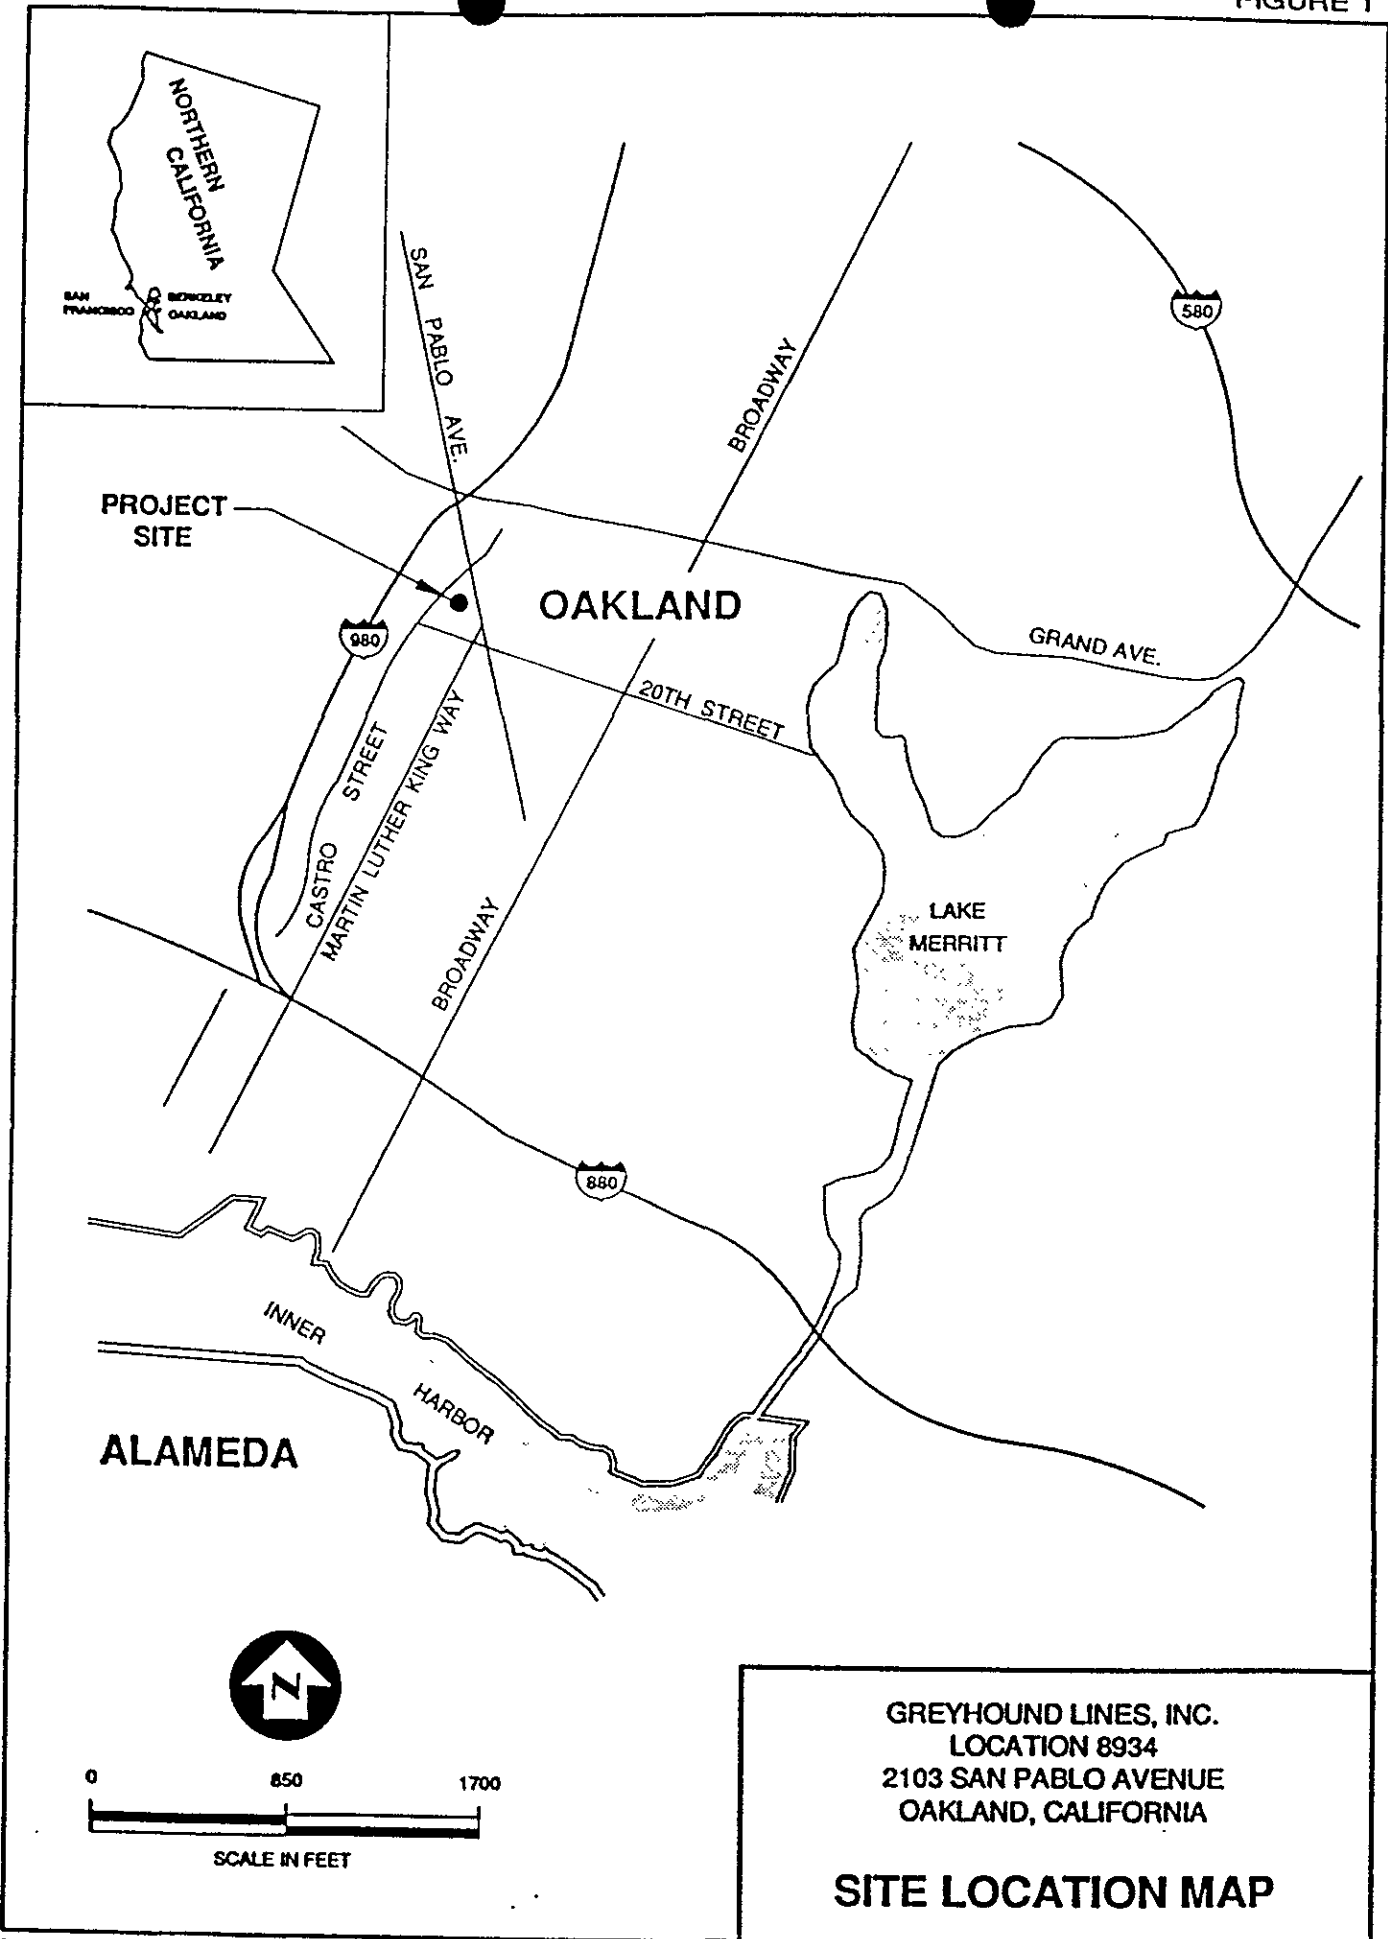 FIGURE 1
NORTHERN
CALIFORNIA
SAN
FRANCISCO
BERKELEY
OAKLAND
SAN PABLO AVE.
BROADWAY
580
PROJECT
SITE
OAKLAND
980
GRAND AVE.
20TH STREET
CASTRO STREET
MARTIN LUTHER KING WAY
BROADWAY
LAKE
MERRITT
880
INNER
HARBOR
ALAMEDA
N
0 850 1700
SCALE IN FEET
GREYHOUND LINES, INC.
LOCATION 8934
2103 SAN PABLO AVENUE
OAKLAND, CALIFORNIA
SITE LOCATION MAP